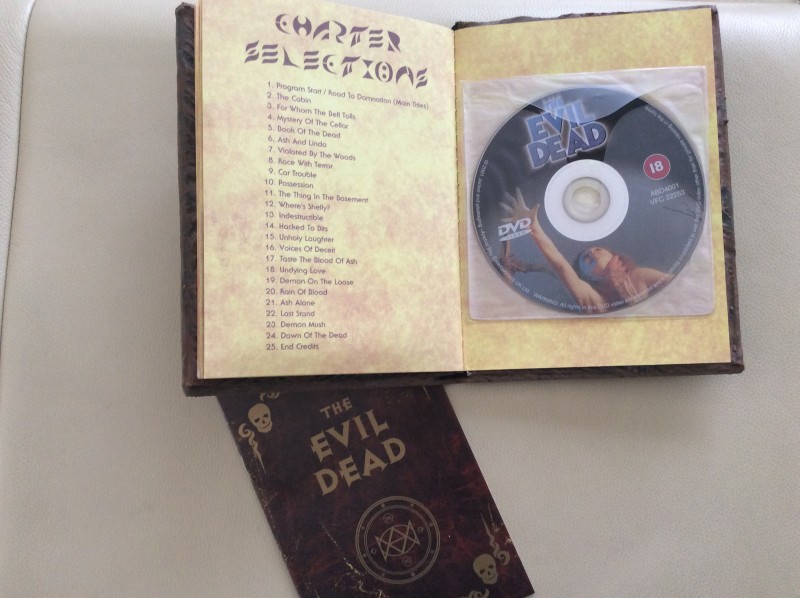 CHAPTER
SELECTIONS
1. Program Start / Road To Damnation (Main Titles)
2. The Cabin
3. For Whom The Bell Tolls
4. Mystery Of The Cellar
5. Book Of The Dead
6. Ash And Linda
7. Violated By The Woods
8. Race With Terror
9. Car Trouble
10. Possession
11. The Thing In The Basement
12. Where's Shelly?
13. Indestructible
14. Hacked To Bits
15. Unholy Laughter
16. Voices Of Deceit
17. Taste The Blood Of Ash
18. Undying Love
19. Demon On The Loose
20. Rain Of Blood
21. Ash Alone
22. Last Stand
23. Demon Mush
24. Dawn Of The Dead
25. End Credits
THE
EVIL
DEAD
18
ABD4001
VFC 22253
DVD
VIDEO
THE
EVIL
DEAD